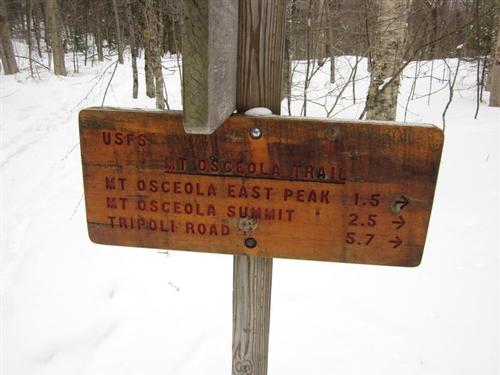 USFS
MT OSCEOLA TRAIL
MT OSCEOLA EAST PEAK 1.5 →
MT OSCEOLA SUMMIT 2.5 →
TRIPOLI ROAD 5.7 →